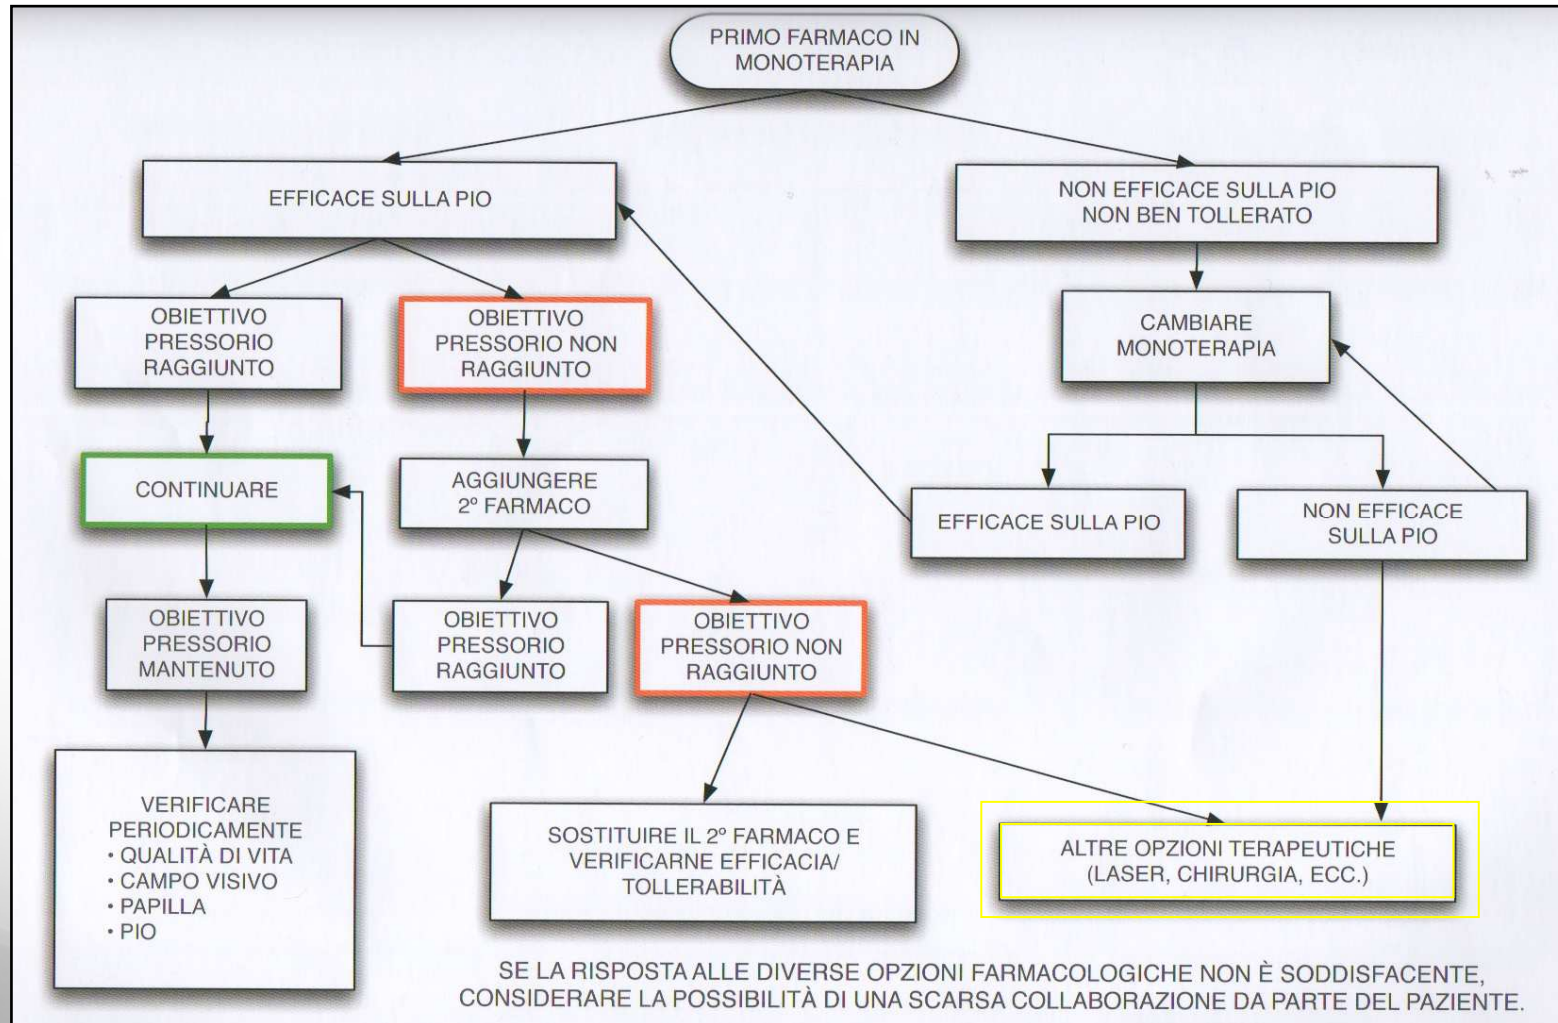 PRIMO FARMACO IN
MONOTERAPIA
EFFICACE SULLA PIO
NON EFFICACE SULLA PIO
NON BEN TOLLERATO
OBIETTIVO
PRESSORIO
RAGGIUNTO
OBIETTIVO
PRESSORIO NON
RAGGIUNTO
CAMBIARE
MONOTERAPIA
CONTINUARE
AGGIUNGERE
2º FARMACO
EFFICACE SULLA PIO
NON EFFICACE
SULLA PIO
OBIETTIVO
PRESSORIO
MANTENUTO
OBIETTIVO
PRESSORIO
RAGGIUNTO
OBIETTIVO
PRESSORIO NON
RAGGIUNTO
VERIFICARE
PERIODICAMENTE
• QUALITÀ DI VITA
• CAMPO VISIVO
• PAPILLA
• PIO
SOSTITUIRE IL 2º FARMACO E
VERIFICARNE EFFICACIA/
TOLLERABILITÀ
ALTRE OPZIONI TERAPEUTICHE
(LASER, CHIRURGIA, ECC.)
SE LA RISPOSTA ALLE DIVERSE OPZIONI FARMACOLOGICHE NON È SODDISFACENTE,
CONSIDERARE LA POSSIBILITÀ DI UNA SCARSA COLLABORAZIONE DA PARTE DEL PAZIENTE.